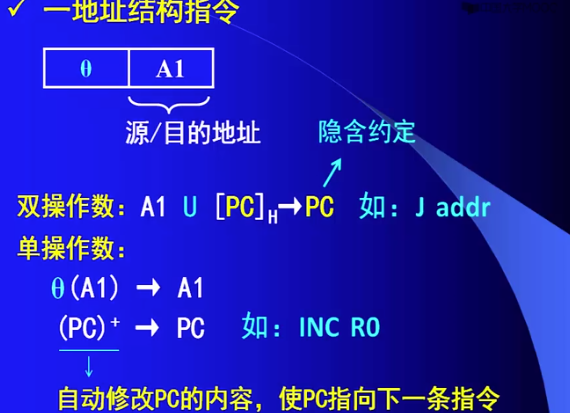 ✓ 一地址结构指令
θ A1
源/目的地址 隐含约定
双操作数：A1 U [PC]H→PC 如：J addr
单操作数：
θ(A1) → A1
(PC)+ → PC 如：INC R0
自动修改PC的内容，使PC指向下一条指令